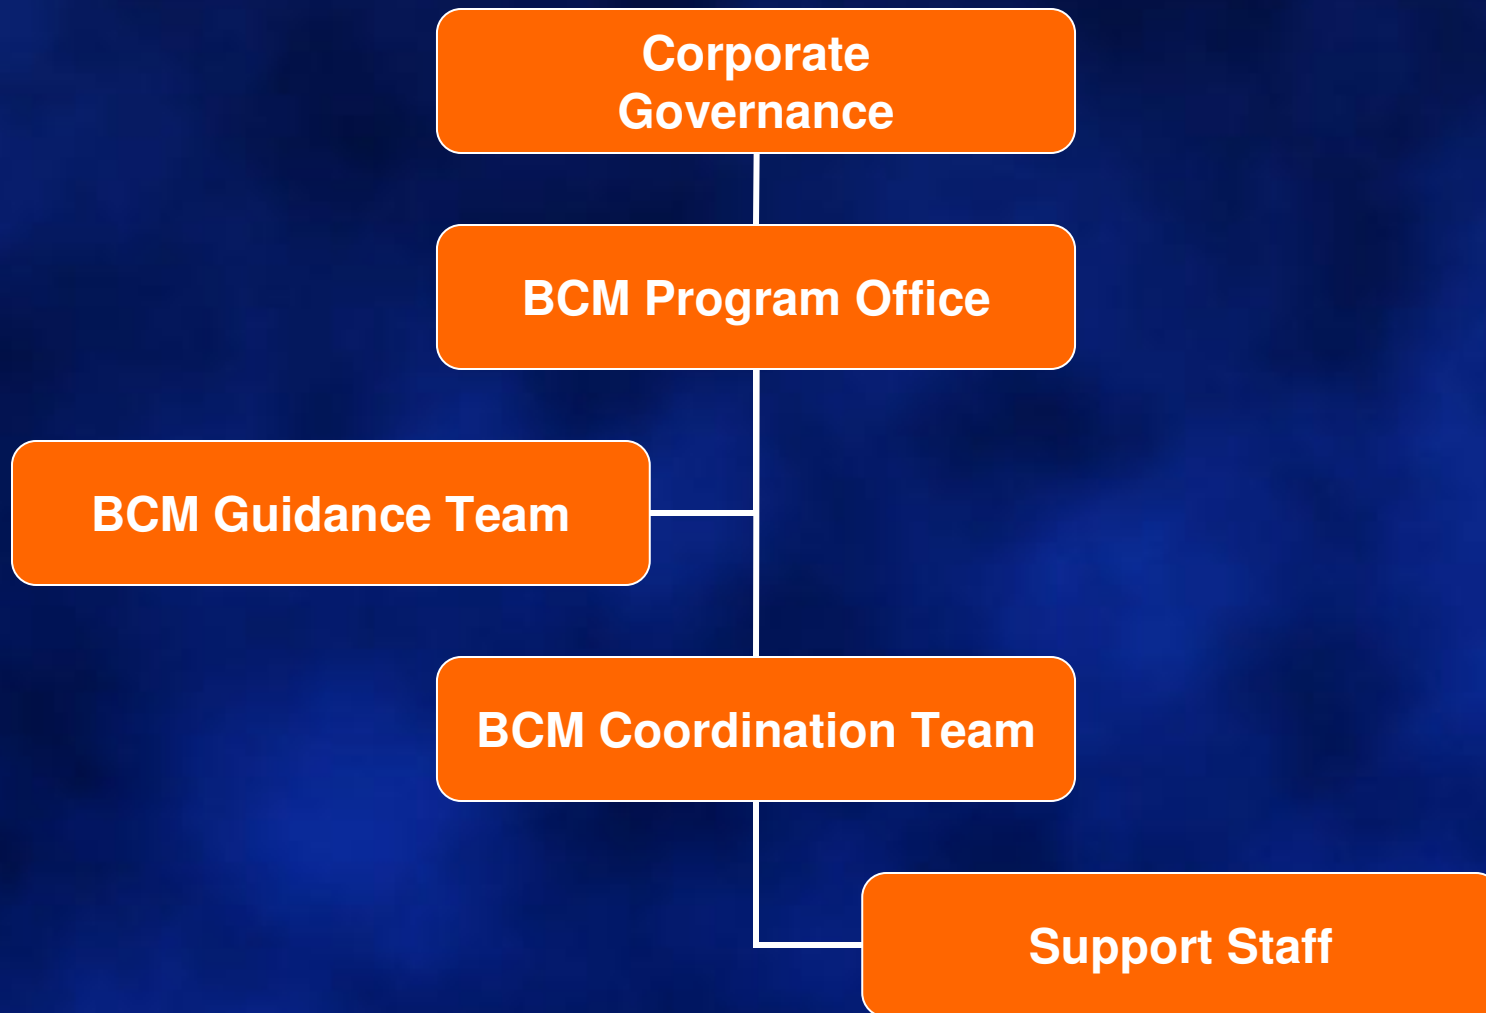 Corporate
Governance
BCM Program Office
BCM Guidance Team
BCM Coordination Team
Support Staff